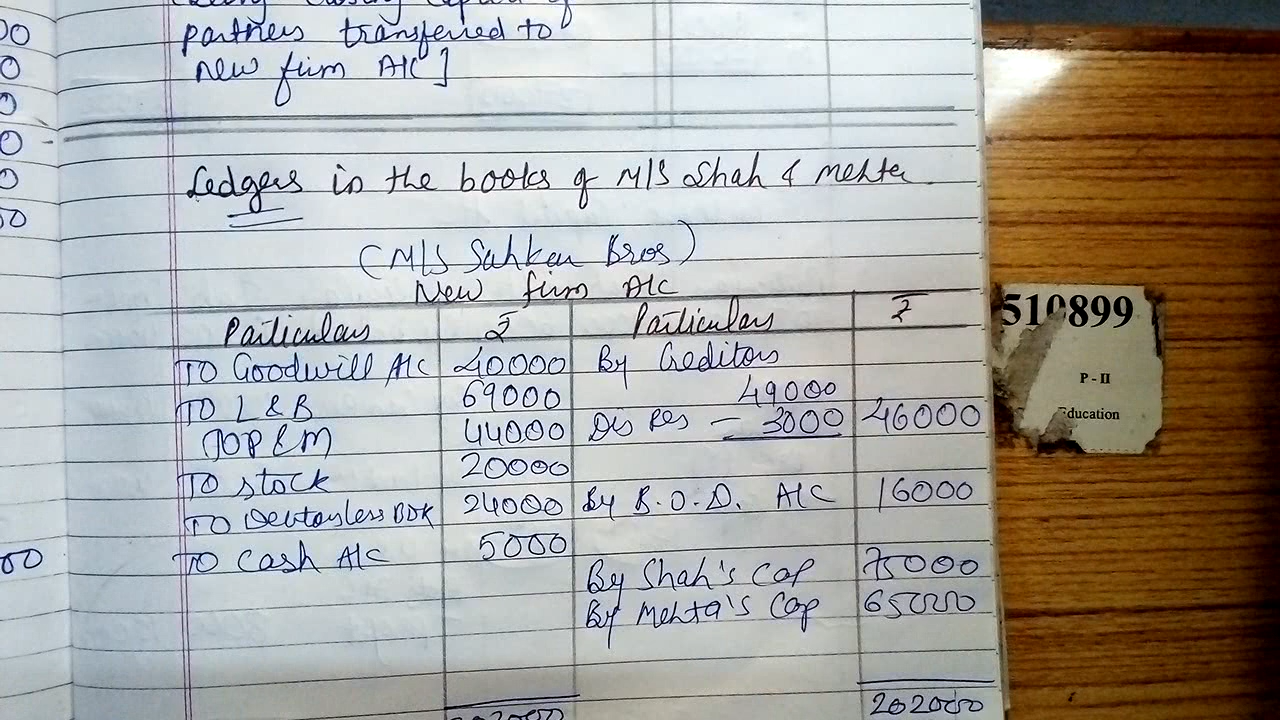 partners transferred to
New firm A/C]
Ledgers in the books of M/S Shah & Mehta
(M/S Sahkar Bros)
New firm A/C
Particulars ₹ Particulars ₹
TO Goodwill A/C 40000 By Creditors
TO L & B 69000 49000
TO P & M 44000 Dis Res - 3000 46000
TO Stock 20000
TO Debtors less BDR 24000 By B.O.D. A/C 16000
TO Cash A/C 5000
By Shah's Cap 75000
By Mehta's Cap 65000
202000 202000
510899
P - II
Education